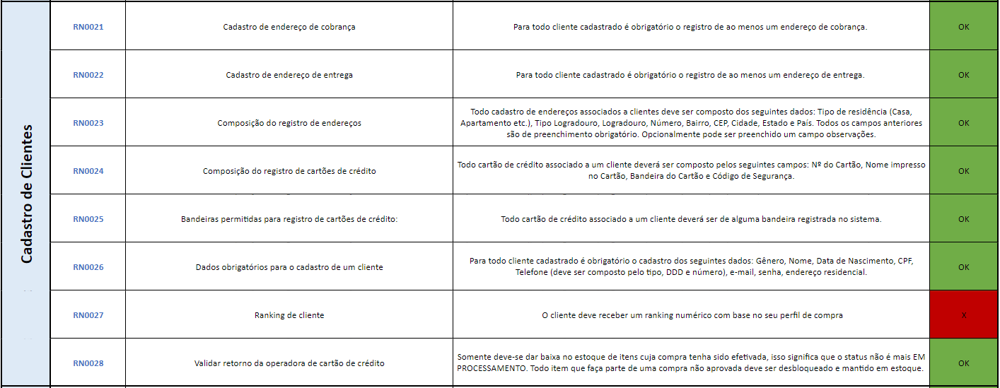 Cadastro de Clientes
RN0021
Cadastro de endereço de cobrança
Para todo cliente cadastrado é obrigatório o registro de ao menos um endereço de cobrança.
OK
RN0022
Cadastro de endereço de entrega
Para todo cliente cadastrado é obrigatório o registro de ao menos um endereço de entrega.
OK
RN0023
Composição do registro de endereços
Todo cadastro de endereços associados a clientes deve ser composto dos seguintes dados: Tipo de residência (Casa,
Apartamento etc.), Tipo Logradouro, Logradouro, Número, Bairro, CEP, Cidade, Estado e País. Todos os campos anteriores
são de preenchimento obrigatório. Opcionalmente pode ser preenchido um campo observações.
OK
RN0024
Composição do registro de cartões de crédito
Todo cartão de crédito associado a um cliente deverá ser composto pelos seguintes campos: Nº do Cartão, Nome impresso
no Cartão, Bandeira do Cartão e Código de Segurança.
OK
RN0025
Bandeiras permitidas para registro de cartões de crédito:
Todo cartão de crédito associado a um cliente deverá ser de alguma bandeira registrada no sistema.
OK
RN0026
Dados obrigatórios para o cadastro de um cliente
Para todo cliente cadastrado é obrigatório o cadastro dos seguintes dados: Gênero, Nome, Data de Nascimento, CPF,
Telefone (deve ser composto pelo tipo, DDD e número), e-mail, senha, endereço residencial.
OK
RN0027
Ranking de cliente
O cliente deve receber um ranking numérico com base no seu perfil de compra
X
RN0028
Validar retorno da operadora de cartão de crédito
Somente deve-se dar baixa no estoque de itens cuja compra tenha sido efetivada, isso significa que o status não é mais EM
PROCESSAMENTO. Todo item que faça parte de uma compra não aprovada deve ser desbloqueado e mantido em estoque.
OK